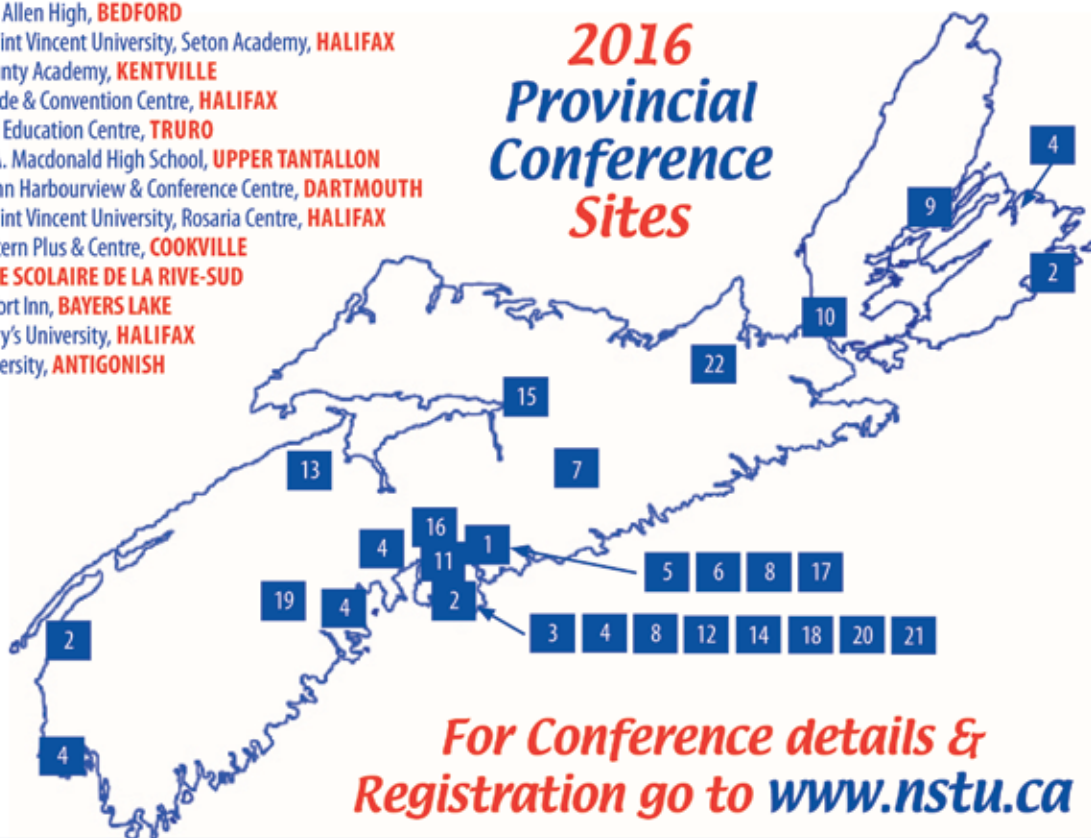 Allen High, BEDFORD
int Vincent University, Seton Academy, HALIFAX
nty Academy, KENTVILLE
de & Convention Centre, HALIFAX
Education Centre, TRURO
. Macdonald High School, UPPER TANTALLON
nn Harbourview & Conference Centre, DARTMOUTH
int Vincent University, Rosaria Centre, HALIFAX
tern Plus & Centre, COOKVILLE
E SCOLAIRE DE LA RIVE-SUD
ort Inn, BAYERS LAKE
ry's University, HALIFAX
ersity, ANTIGONISH
2016
Provincial
Conference
Sites
4
9
2
10
22
15
13
7
16
4
11
1
5 6 8 17
19
4
2
3 4 8 12 14 18 20 21
2
4
For Conference details &
Registration go to www.nstu.ca